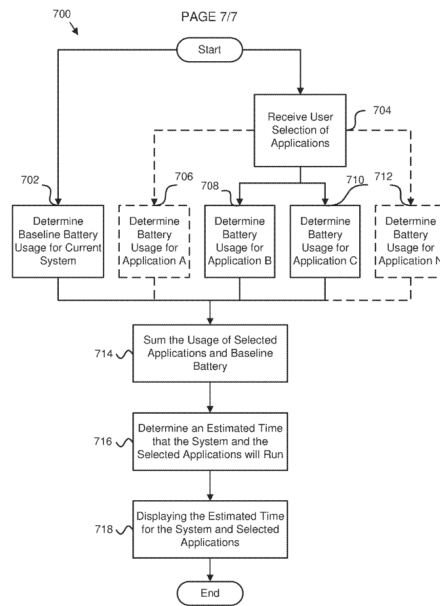 700
PAGE 7/7
Start
704
Receive User
Selection of
Applications
702
706
708
710
712
Determine
Baseline Battery
Usage for Current
System
Determine
Battery
Usage for
Application A
Determine
Battery
Usage for
Application B
Determine
Battery
Usage for
Application C
Determine
Battery
Usage for
Application N
714
Sum the Usage of Selected
Applications and Baseline
Battery
716
Determine an Estimated Time
that the System and the
Selected Applications will Run
718
Displaying the Estimated Time
for the System and Selected
Applications
End